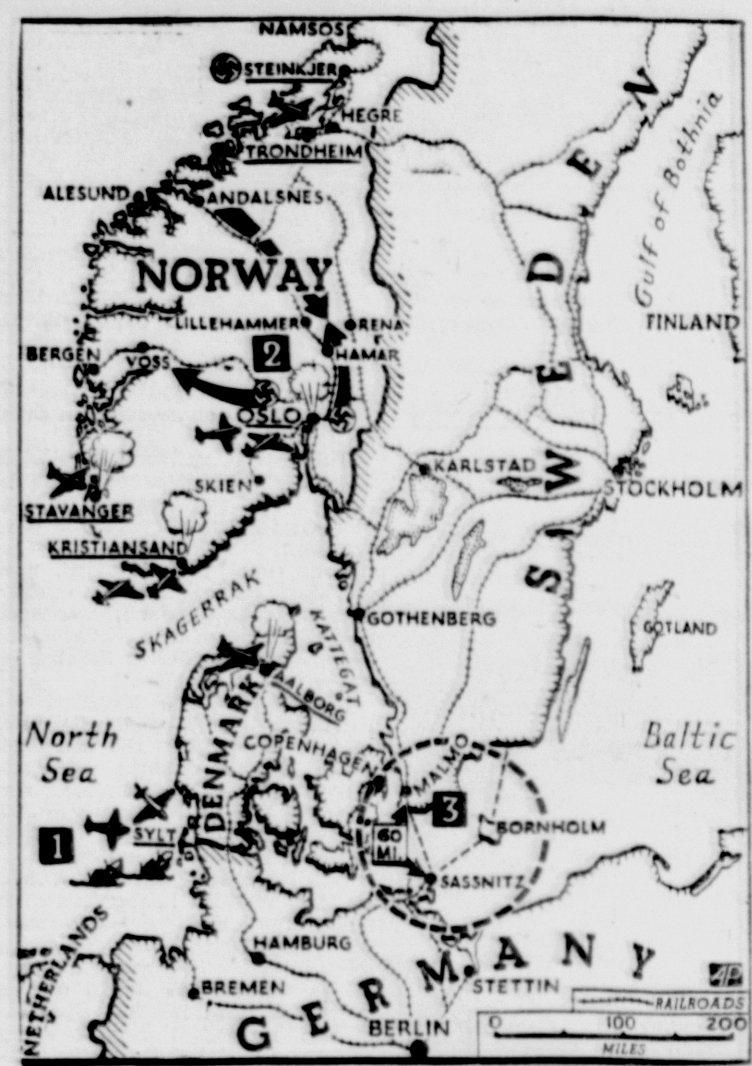 NAMSOS
STEINKJER
HEGRE
TRONDHEIM
ALESUND
ANDALSNES
NORWAY
LILLEHAMMER
RENA
BERGEN
VOSS
2
HAMAR
OSLO
SKIEN
STAVANGER
KRISTIANSAND
SWEDEN
Gulf of Bothnia
FINLAND
KARLSTAD
STOCKHOLM
SKAGERRAK
KATTEGAT
GOTHENBERG
GOTLAND
AALBORG
North
Sea
DENMARK
COPENHAGEN
MALMO
Baltic
Sea
1
SYLT
3
60
MI.
BORNHOLM
SASSNITZ
NETHERLANDS
HAMBURG
BREMEN
GERMANY
STETTIN
BERLIN
AP
RAILROADS
0 100 200
MILES